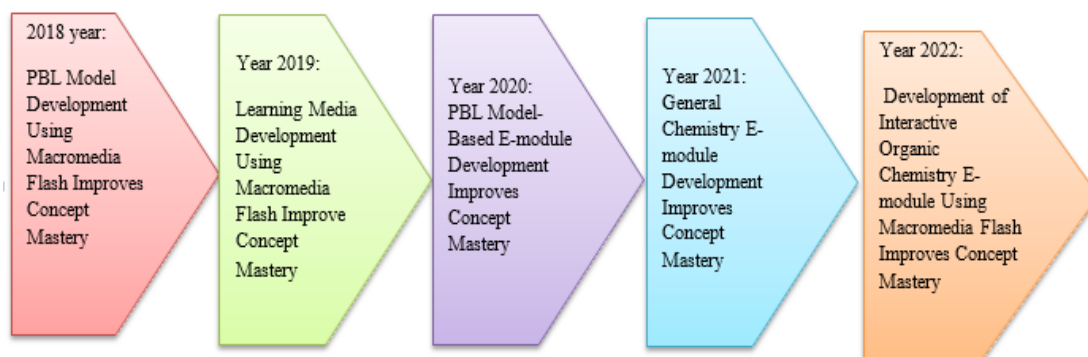 2018 year:
PBL Model
Development
Using
Macromedia
Flash Improves
Concept
Mastery
Year 2019:
Learning Media
Development
Using
Macromedia
Flash Improve
Concept
Mastery
Year 2020:
PBL Model-
Based E-module
Development
Improves
Concept
Mastery
Year 2021:
General
Chemistry E-
module
Development
Improves
Concept
Mastery
Year 2022:
Development of
Interactive
Organic
Chemistry E-
module Using
Macromedia Flash
Improves Concept
Mastery